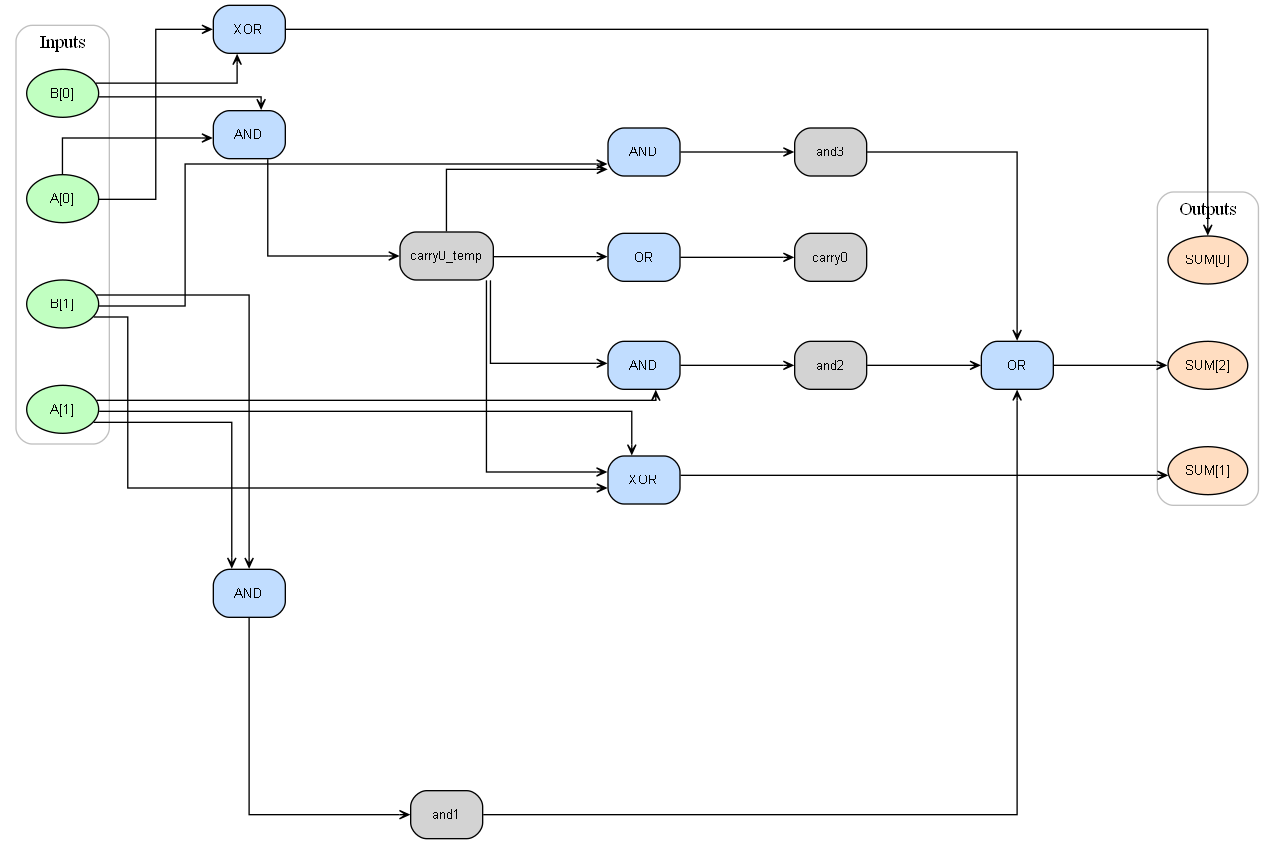 XOR
Inputs
B[0]
AND
AND
and3
A[0]
Outputs
carry0_temp
OR
carry0
SUM[0]
B[1]
AND
and2
OR
SUM[2]
A[1]
XOR
SUM[1]
AND
and1